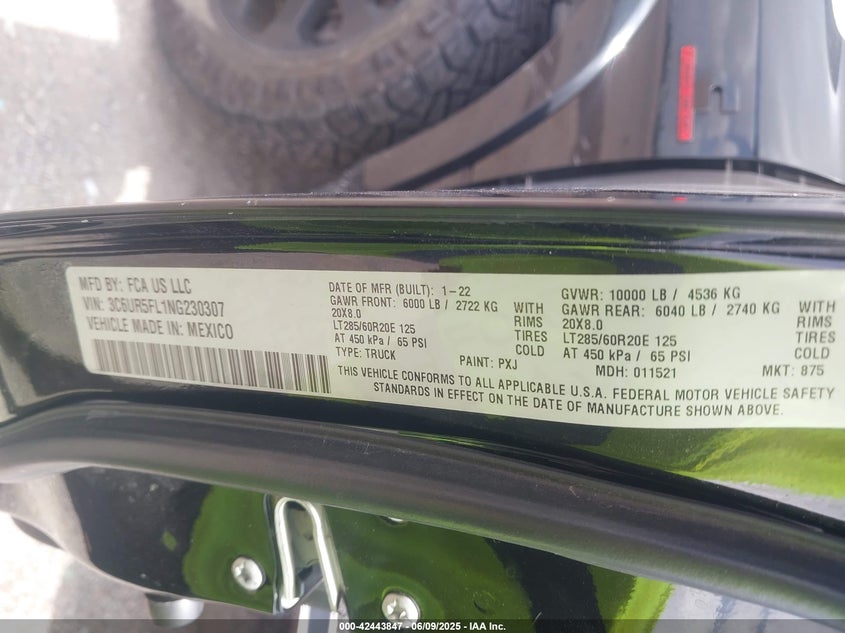 MFD BY: FCA US LLC
VIN: 3C6UR5FL1NG230307
VEHICLE MADE IN: MEXICO
DATE OF MFR (BUILT): 1-22
GAWR FRONT: 6000 LB / 2722 KG WITH
20X8.0 RIMS
LT285/60R20E 125 TIRES
AT 450 kPa / 65 PSI COLD
TYPE: TRUCK PAINT: PXJ
GVWR: 10000 LB / 4536 KG
GAWR REAR: 6040 LB / 2740 KG WITH
20X8.0 RIMS
LT285/60R20E 125 TIRES
AT 450 kPa / 65 PSI COLD
MDH: 011521 MKT: 875
THIS VEHICLE CONFORMS TO ALL APPLICABLE U.S.A. FEDERAL MOTOR VEHICLE SAFETY
STANDARDS IN EFFECT ON THE DATE OF MANUFACTURE SHOWN ABOVE.
000-42443847 - 06/09/2025 - IAA Inc.